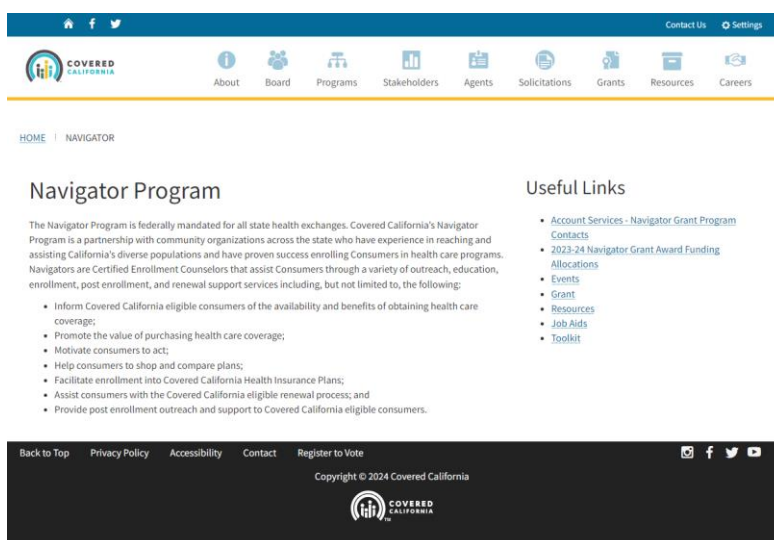 Contact Us Settings
COVERED
CALIFORNIA
About Board Programs Stakeholders Agents Solicitations Grants Resources Careers
HOME NAVIGATOR
Navigator Program
The Navigator Program is federally mandated for all state health exchanges. Covered California's Navigator
Program is a partnership with community organizations across the state who have experience in reaching and
assisting California's diverse populations and have proven success enrolling Consumers in health care programs.
Navigators are Certified Enrollment Counselors that assist Consumers through a variety of outreach, education,
enrollment, post enrollment, and renewal support services including, but not limited to, the following:
• Inform Covered California eligible consumers of the availability and benefits of obtaining health care
coverage;
• Promote the value of purchasing health care coverage;
• Motivate consumers to act;
• Help consumers to shop and compare plans;
• Facilitate enrollment into Covered California Health Insurance Plans;
• Assist consumers with the Covered California eligible renewal process; and
• Provide post enrollment outreach and support to Covered California eligible consumers.
Useful Links
• Account Services - Navigator Grant Program
Contacts
• 2023-24 Navigator Grant Award Funding
Allocations
• Events
• Grant
• Resources
• Job Aids
• Toolkit
Back to Top Privacy Policy Accessibility Contact Register to Vote
Copyright © 2024 Covered California
COVERED
CALIFORNIA
TM